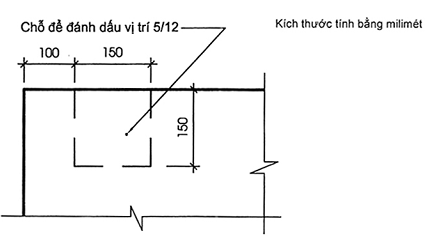 Chỗ để đánh dấu vị trí 5/12
Kích thước tính bằng milimét
100
150
150